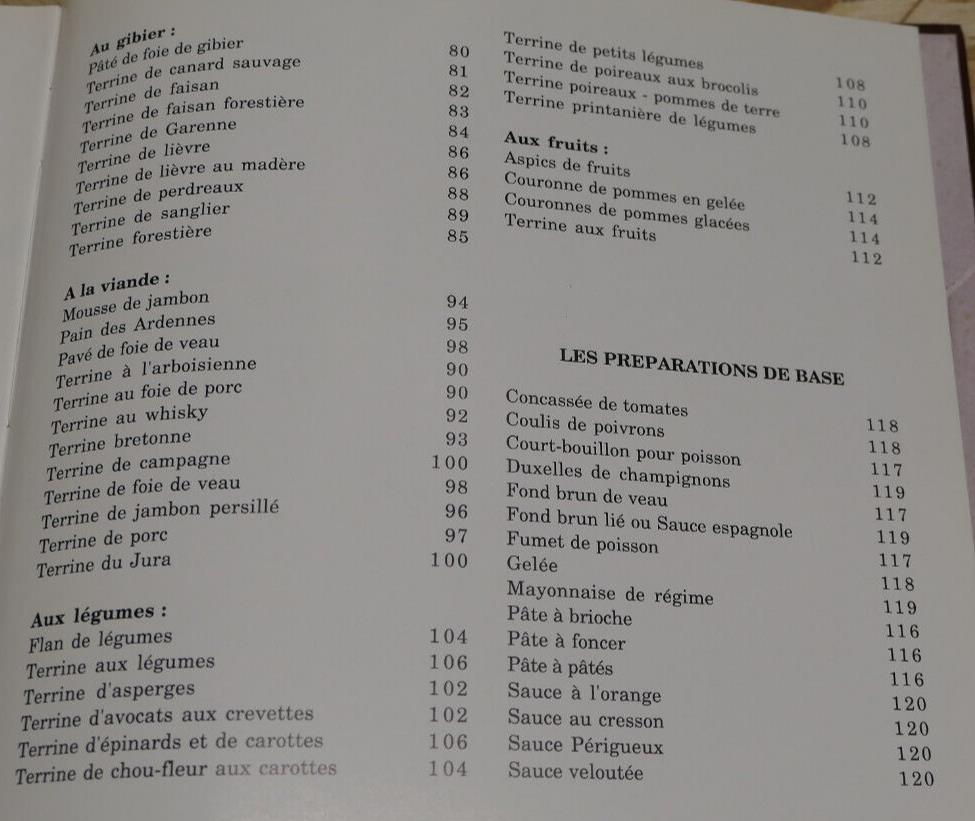 Au gibier :
Pâté de foie de gibier 80
Terrine de canard sauvage 81
Terrine de faisan 82
Terrine de faisan forestière 83
Terrine de Garenne 84
Terrine de lièvre 86
Terrine de lièvre au madère 86
Terrine de perdreaux 88
Terrine de sanglier 89
Terrine forestière 85
A la viande :
Mousse de jambon 94
Pain des Ardennes 95
Pavé de foie de veau 98
Terrine à l'arboisienne 90
Terrine au foie de porc 90
Terrine au whisky 92
Terrine bretonne 93
Terrine de campagne 100
Terrine de foie de veau 98
Terrine de jambon persillé 96
Terrine de porc 97
Terrine du Jura 100
Aux légumes :
Flan de légumes 104
Terrine aux légumes 106
Terrine d'asperges 102
Terrine d'avocats aux crevettes 102
Terrine d'épinards et de carottes 106
Terrine de chou-fleur aux carottes 104
Terrine de petits légumes 108
Terrine de poireaux aux brocolis 110
Terrine poireaux - pommes de terre 110
Terrine printanière de légumes 108
Aux fruits :
Aspics de fruits 112
Couronne de pommes en gelée 114
Couronnes de pommes glacées 114
Terrine aux fruits 112
LES PREPARATIONS DE BASE
Concassée de tomates 118
Coulis de poivrons 118
Court-bouillon pour poisson 117
Duxelles de champignons 119
Fond brun de veau 117
Fond brun lié ou Sauce espagnole 119
Fumet de poisson 117
Gelée 118
Mayonnaise de régime 119
Pâte à brioche 116
Pâte à foncer 116
Pâte à pâtés 116
Sauce à l'orange 120
Sauce au cresson 120
Sauce Périgueux 120
Sauce veloutée 120